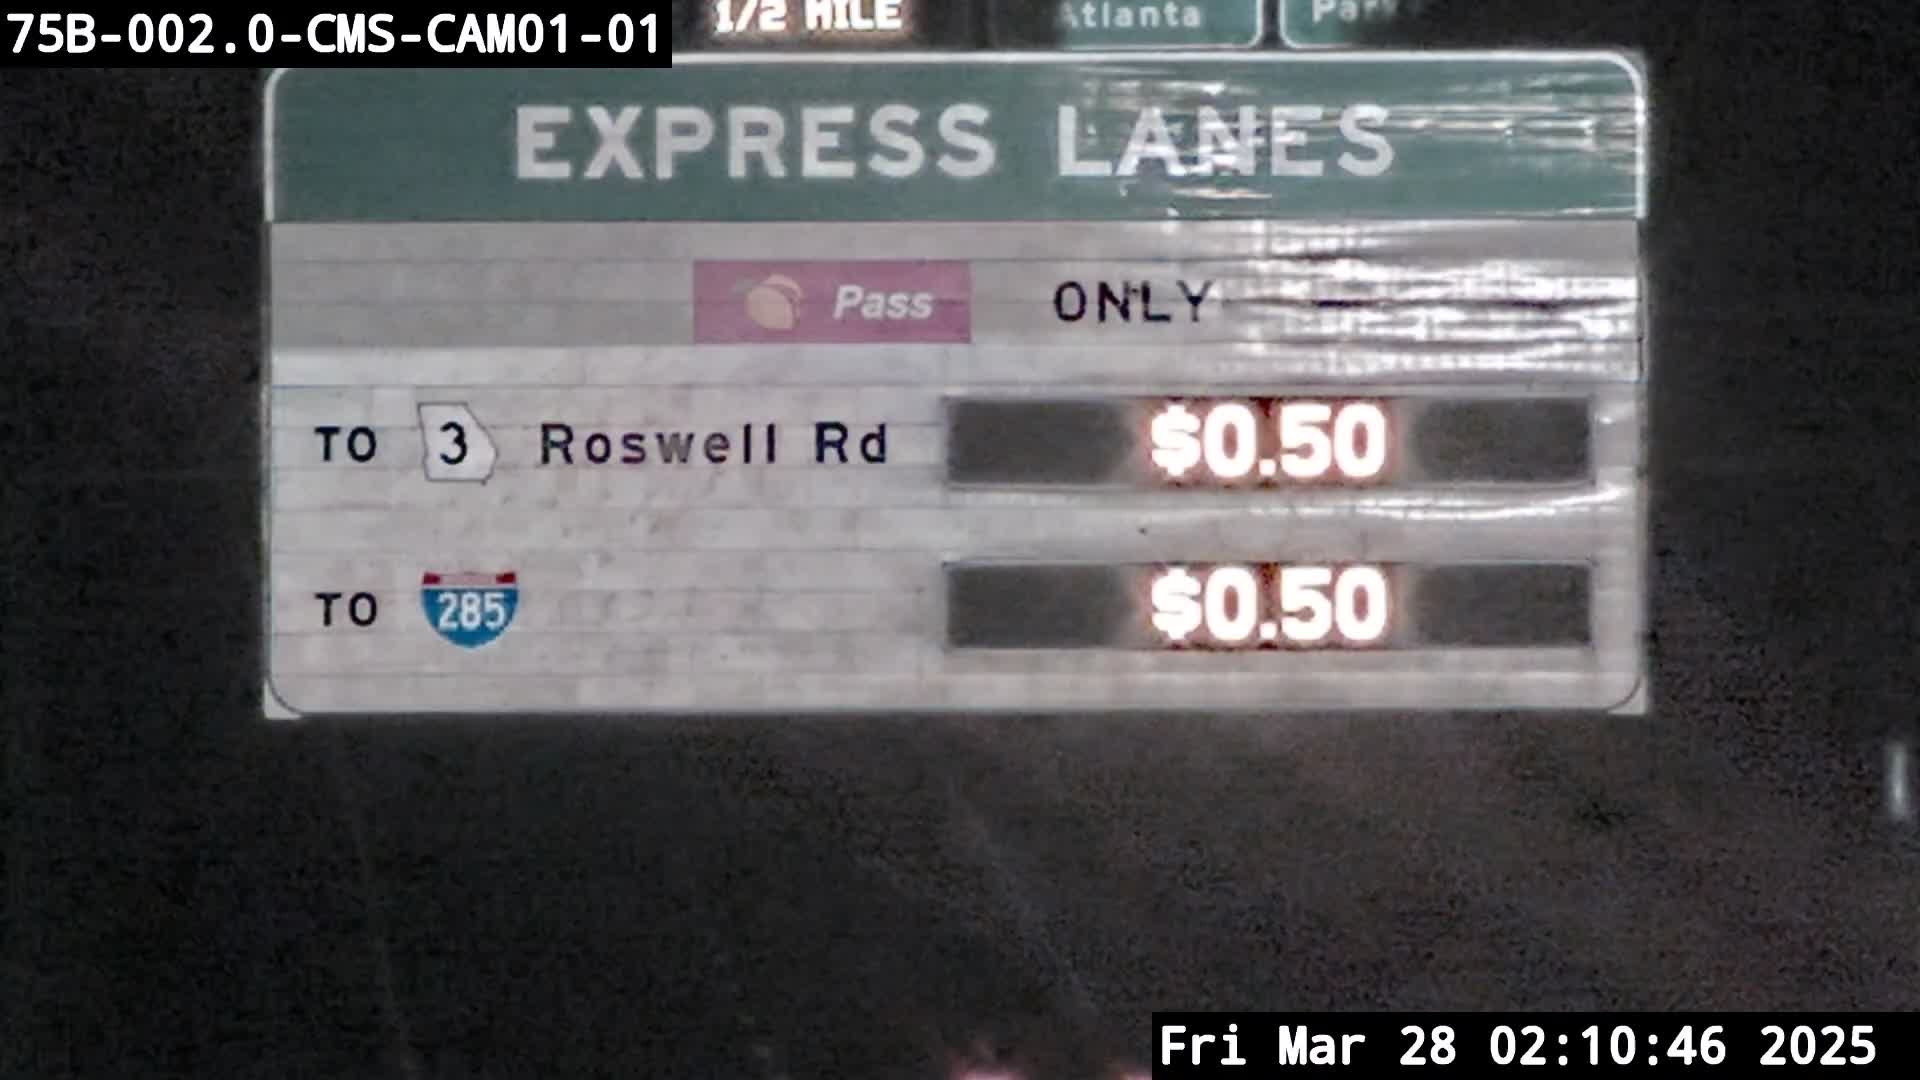 75B-002.0-CMS-CAM01-01
1/2 MILE
Atlanta
EXPRESS LANES
Pass ONLY
TO 3 Roswell Rd $0.50
TO 285 $0.50
Fri Mar 28 02:10:46 2025